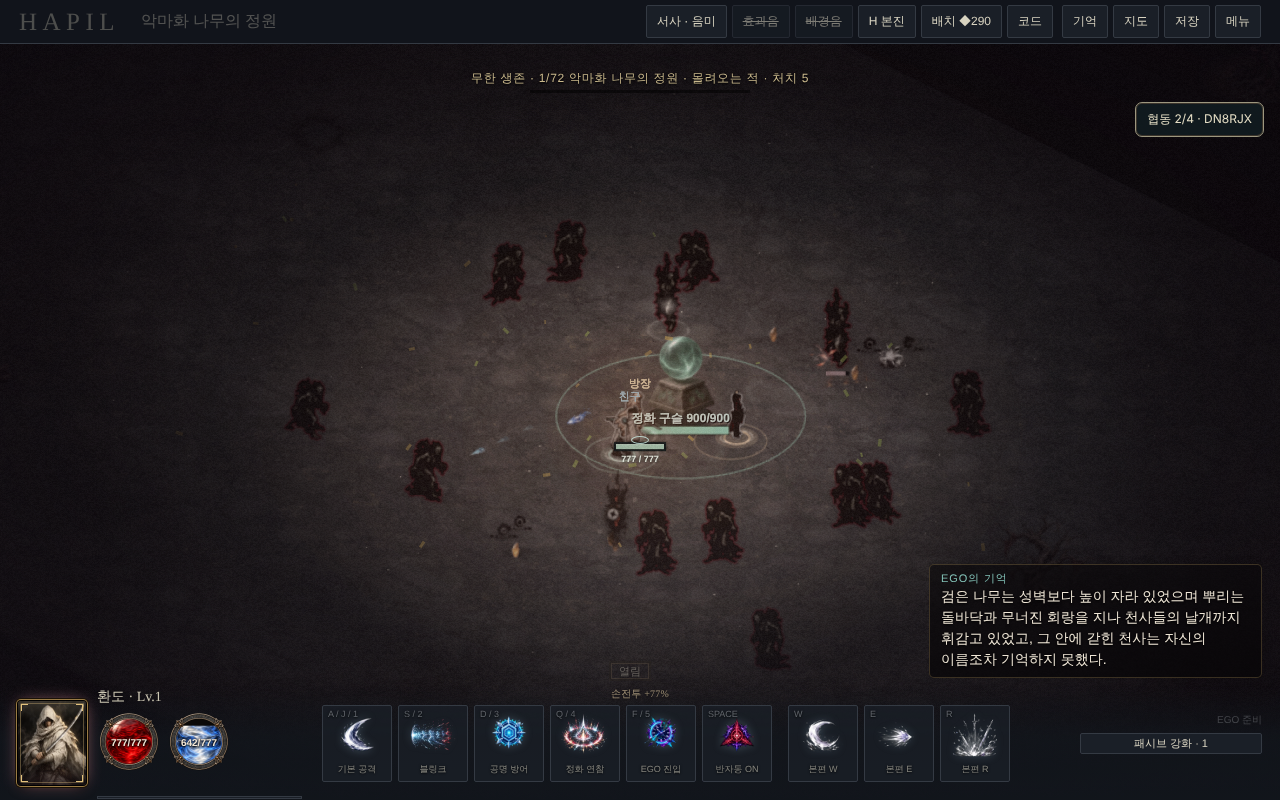 HAPIL 악마화 나무의 정원
서사 · 음미 효과음 배경음 H 본진 배치 ◆290 코드 기억 지도 저장 메뉴
무한 생존 · 1/72 악마화 나무의 정원 · 몰려오는 적 · 처치 5
협동 2/4 · DN8RJX
방장
친구
정화 구슬 900/900
777 / 777
EGO의 기억
검은 나무는 성벽보다 높이 자라 있었으며 뿌리는
돌바닥과 무너진 회랑을 지나 천사들의 날개까지
휘감고 있었고, 그 안에 갇힌 천사는 자신의
이름조차 기억하지 못했다.
열림
손전투 +77%
환도 · Lv.1
777/777 642/777
A / J / 1 S / 2 D / 3 Q / 4 F / 5 SPACE W E R
기본 공격 블링크 공명 방어 정화 연참 EGO 진입 반자동 ON 본편 W 본편 E 본편 R
EGO 준비
패시브 강화 · 1